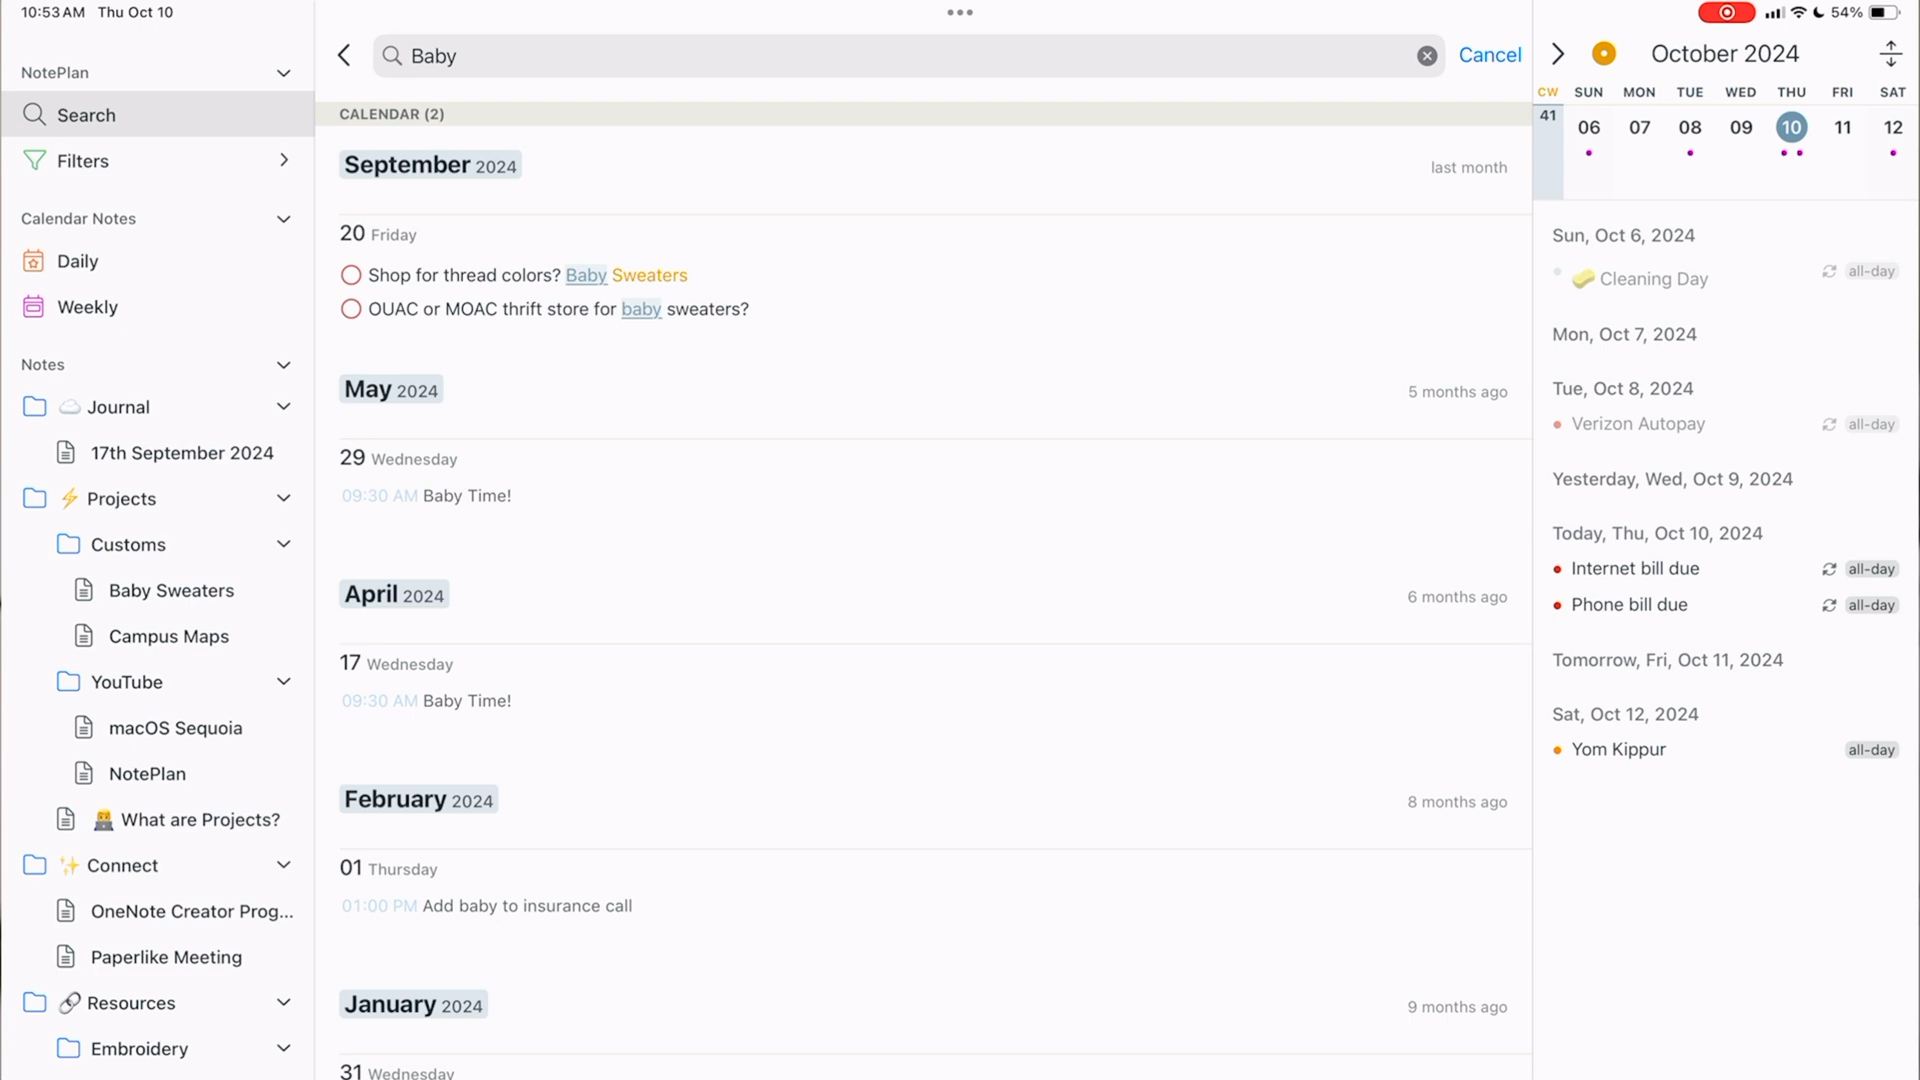 10:53 AM Thu Oct 10
54%
NotePlan
Search
Filters
Calendar Notes
Daily
Weekly
Notes
Journal
17th September 2024
Projects
Customs
Baby Sweaters
Campus Maps
YouTube
macOS Sequoia
NotePlan
What are Projects?
Connect
OneNote Creator Prog...
Paperlike Meeting
Resources
Embroidery
Baby
Cancel
CALENDAR (2)
September 2024
last month
20 Friday
Shop for thread colors? Baby Sweaters
OUAC or MOAC thrift store for baby sweaters?
May 2024
5 months ago
29 Wednesday
09:30 AM Baby Time!
April 2024
6 months ago
17 Wednesday
09:30 AM Baby Time!
February 2024
8 months ago
01 Thursday
01:00 PM Add baby to insurance call
January 2024
9 months ago
31 Wednesday
October 2024
CW SUN MON TUE WED THU FRI SAT
41 06 07 08 09 10 11 12
Sun, Oct 6, 2024
Cleaning Day all-day
Mon, Oct 7, 2024
Tue, Oct 8, 2024
Verizon Autopay all-day
Yesterday, Wed, Oct 9, 2024
Today, Thu, Oct 10, 2024
Internet bill due all-day
Phone bill due all-day
Tomorrow, Fri, Oct 11, 2024
Sat, Oct 12, 2024
Yom Kippur all-day